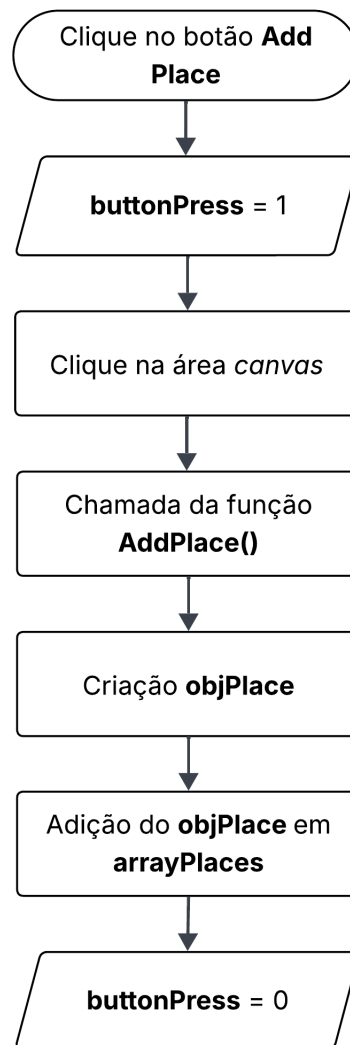 Clique no botão Add
Place
buttonPress = 1
Clique na área canvas
Chamada da função
AddPlace()
Criação objPlace
Adição do objPlace em
arrayPlaces
buttonPress = 0